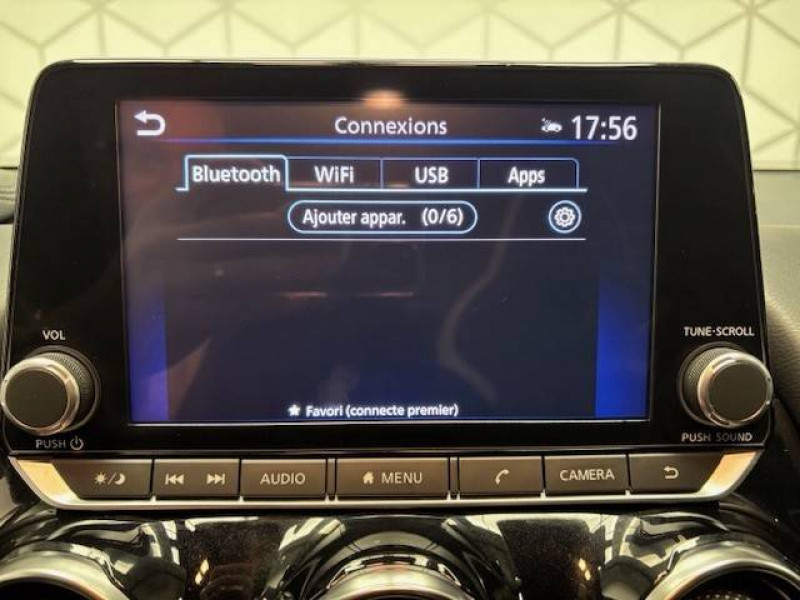 Connexions 17:56
Bluetooth WiFi USB Apps
Ajouter appar. (0/6)
Favori (connecte premier)
VOL
PUSH
TUNE·SCROLL
PUSH SOUND
AUDIO MENU CAMERA